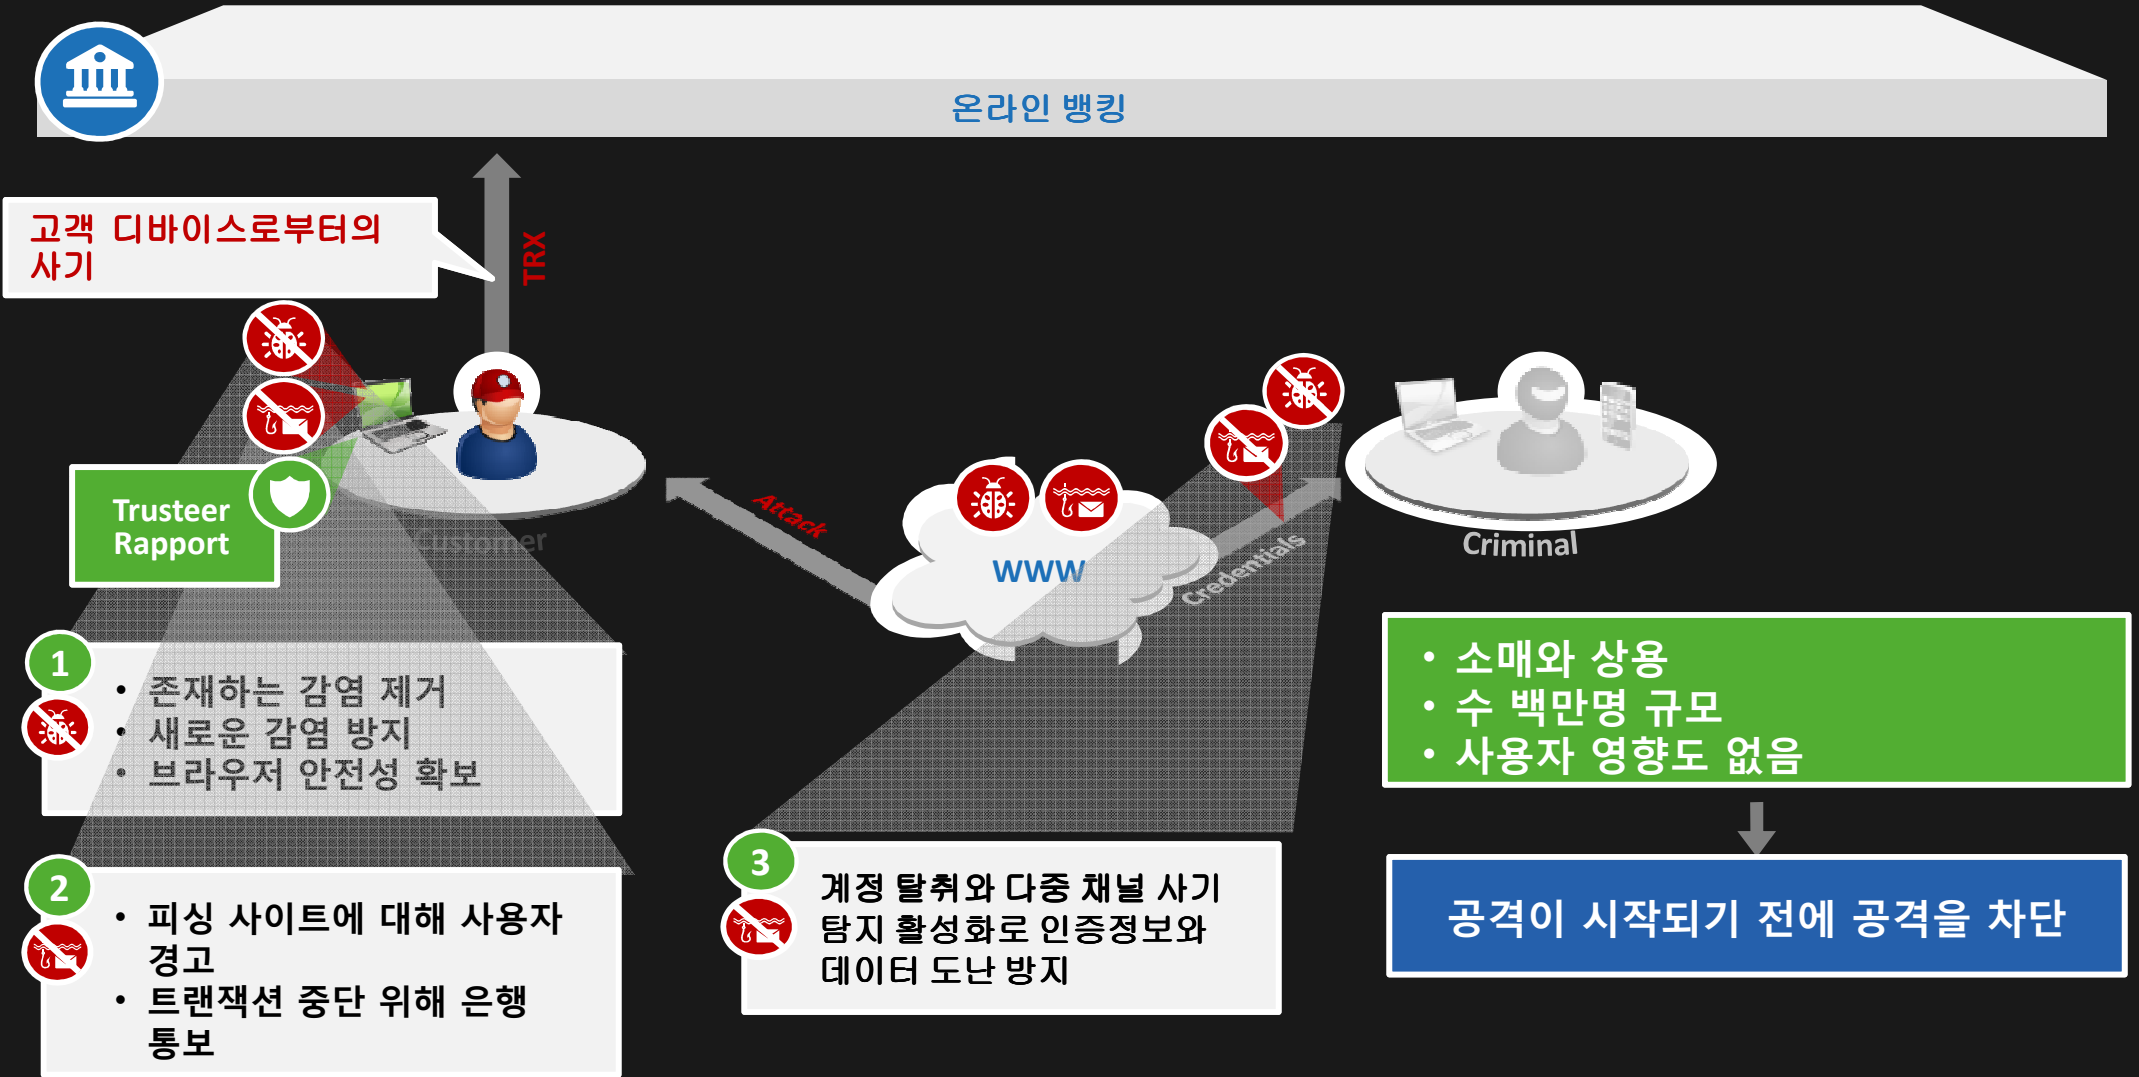 온라인 뱅킹
고객 디바이스로부터의
사기
TRX
Trusteer
Rapport
Customer
Attack
WWW
Credentials
Criminal
1
• 존재하는 감염 제거
• 새로운 감염 방지
• 브라우저 안전성 확보
2
• 피싱 사이트에 대해 사용자
경고
• 트랜잭션 중단 위해 은행
통보
3
계정 탈취와 다중 채널 사기
탐지 활성화로 인증정보와
데이터 도난 방지
• 소매와 상용
• 수 백만명 규모
• 사용자 영향도 없음
공격이 시작되기 전에 공격을 차단